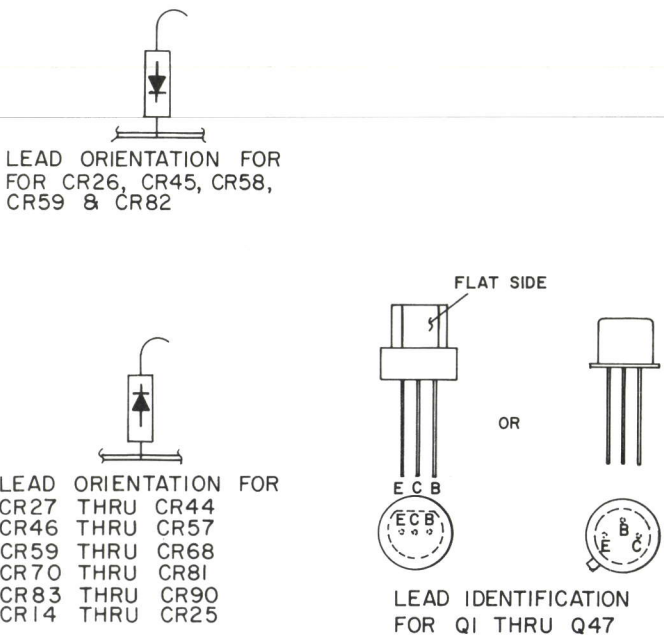 LEAD ORIENTATION FOR
FOR CR26, CR45, CR58,
CR59 & CR82
FLAT SIDE
OR
E C B
E C B
B
E C
LEAD ORIENTATION FOR
CR27 THRU CR44
CR46 THRU CR57
CR59 THRU CR68
CR70 THRU CR81
CR83 THRU CR90
CR14 THRU CR25
LEAD IDENTIFICATION
FOR Q1 THRU Q47